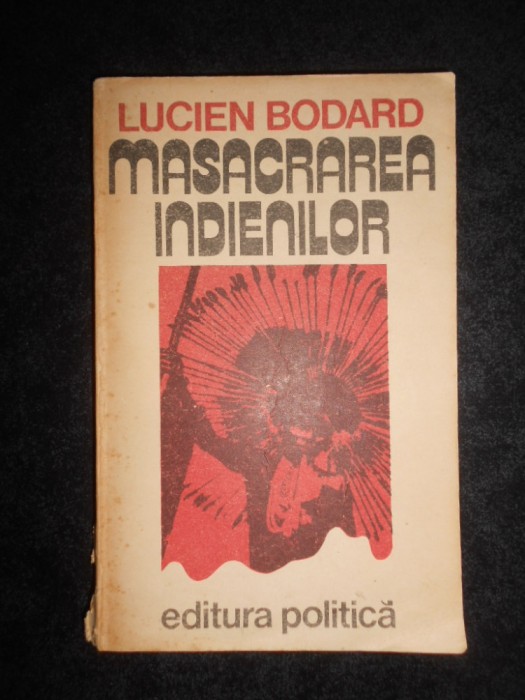 LUCIEN BODARD
MASACRAREA
INDIENILOR
editura politică